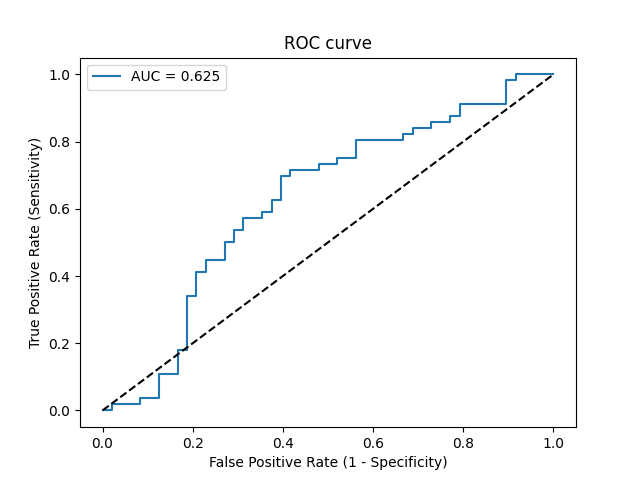 ROC curve
AUC = 0.625
True Positive Rate (Sensitivity)
1.0
0.8
0.6
0.4
0.2
0.0
0.0 0.2 0.4 0.6 0.8 1.0
False Positive Rate (1 - Specificity)